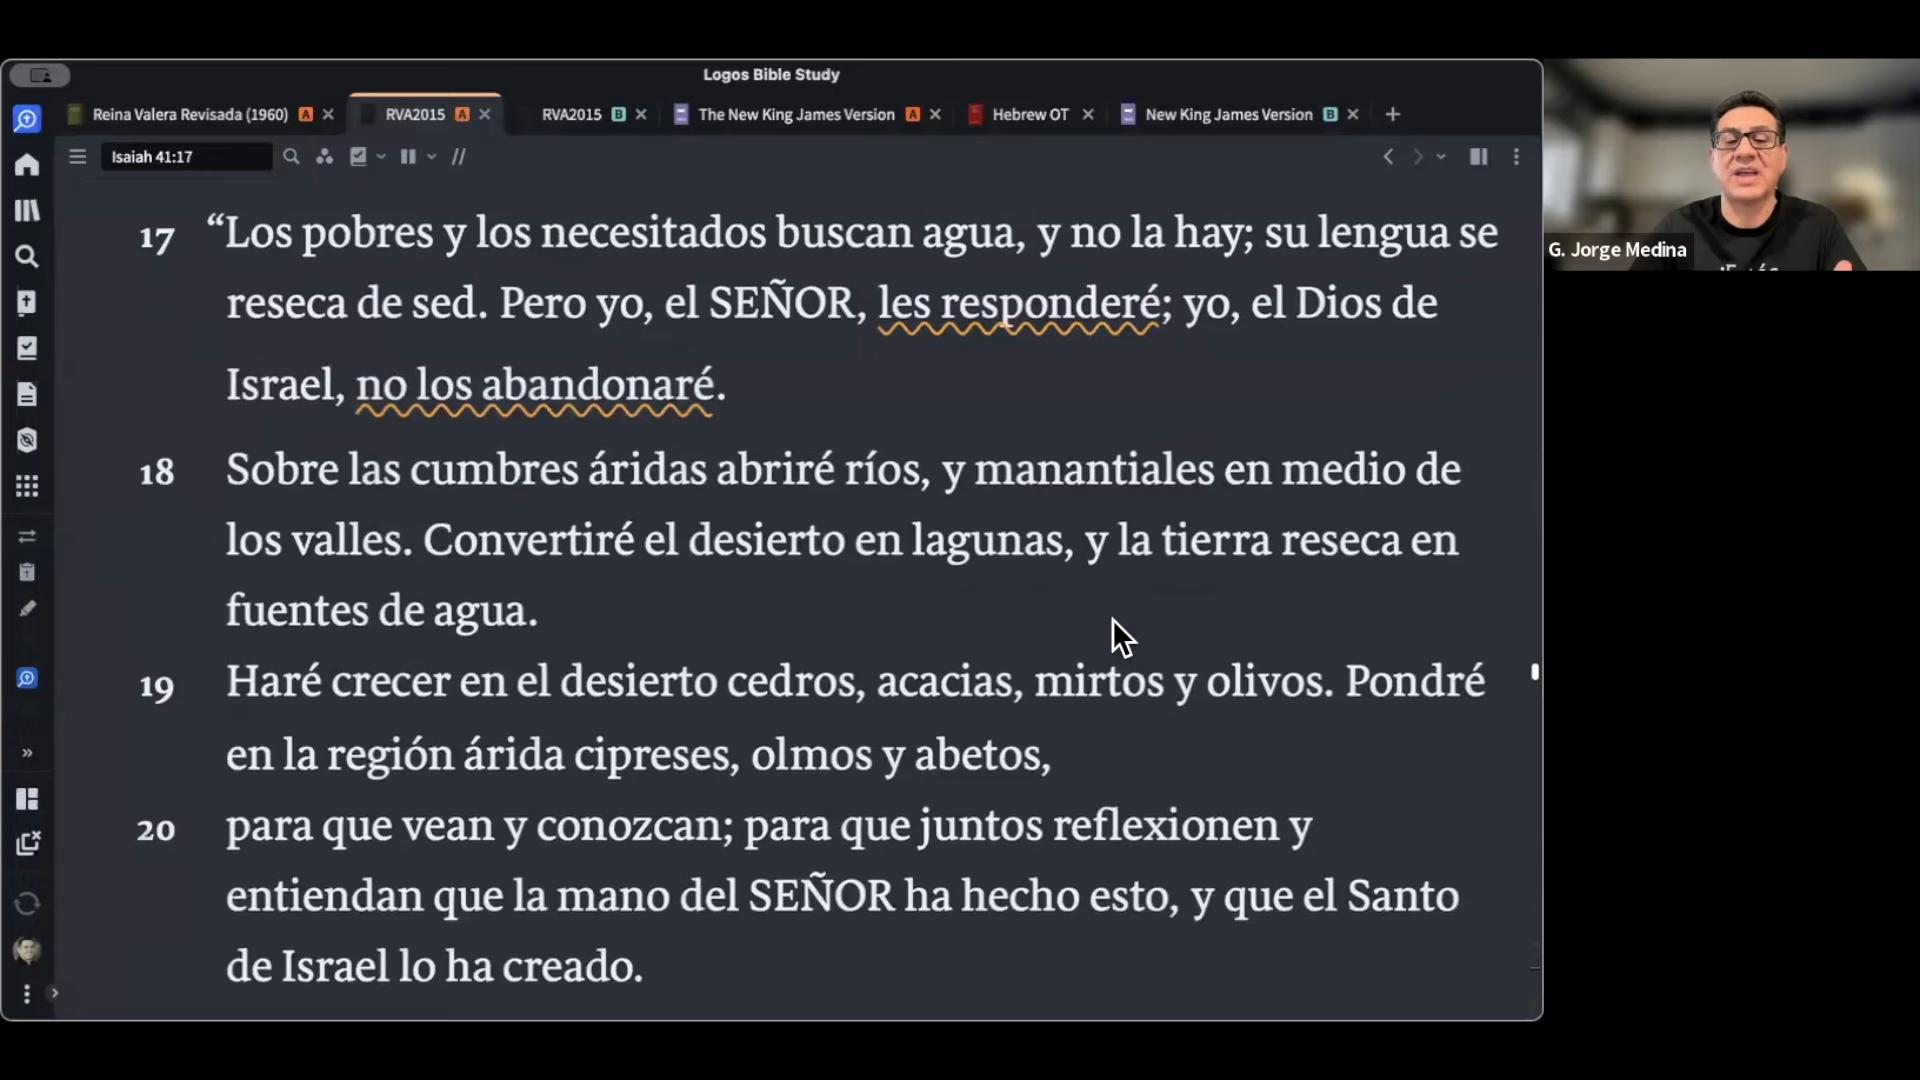 Logos Bible Study
Reina Valera Revisada (1960) A RVA2015 A RVA2015 B The New King James Version A Hebrew OT New King James Version B
Isaiah 41:17
17 “Los pobres y los necesitados buscan agua, y no la hay; su lengua se
reseca de sed. Pero yo, el SEÑOR, les responderé; yo, el Dios de
Israel, no los abandonaré.
18 Sobre las cumbres áridas abriré ríos, y manantiales en medio de
los valles. Convertiré el desierto en lagunas, y la tierra reseca en
fuentes de agua.
19 Haré crecer en el desierto cedros, acacias, mirtos y olivos. Pondré
en la región árida cipreses, olmos y abetos,
20 para que vean y conozcan; para que juntos reflexionen y
entiendan que la mano del SEÑOR ha hecho esto, y que el Santo
de Israel lo ha creado.
G. Jorge Medina